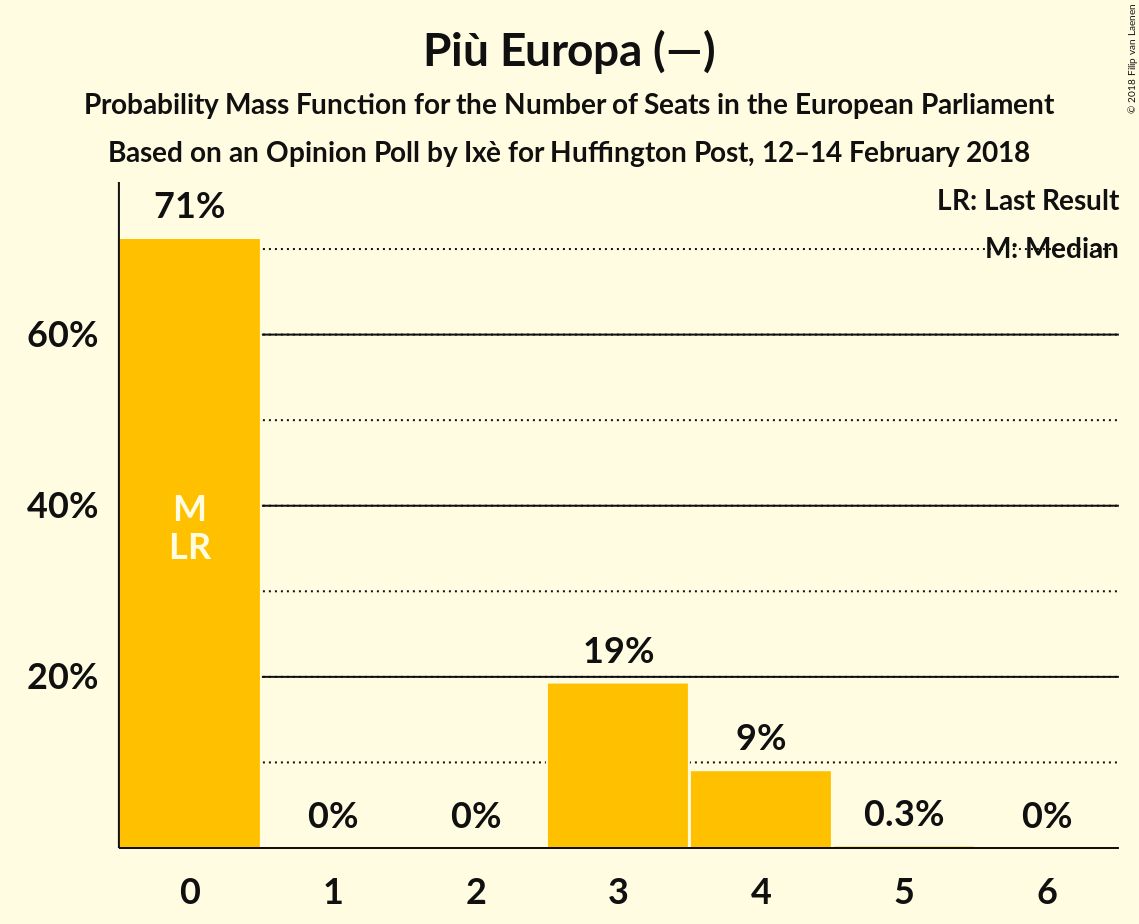 Più Europa (—)
Probability Mass Function for the Number of Seats in the European Parliament
Based on an Opinion Poll by Ixè for Huffington Post, 12–14 February 2018
© 2018 Filip van Laenen
LR: Last Result
M: Median
71%
60%
40%
20%
M
LR
0%
0%
19%
9%
0.3%
0%
0 1 2 3 4 5 6